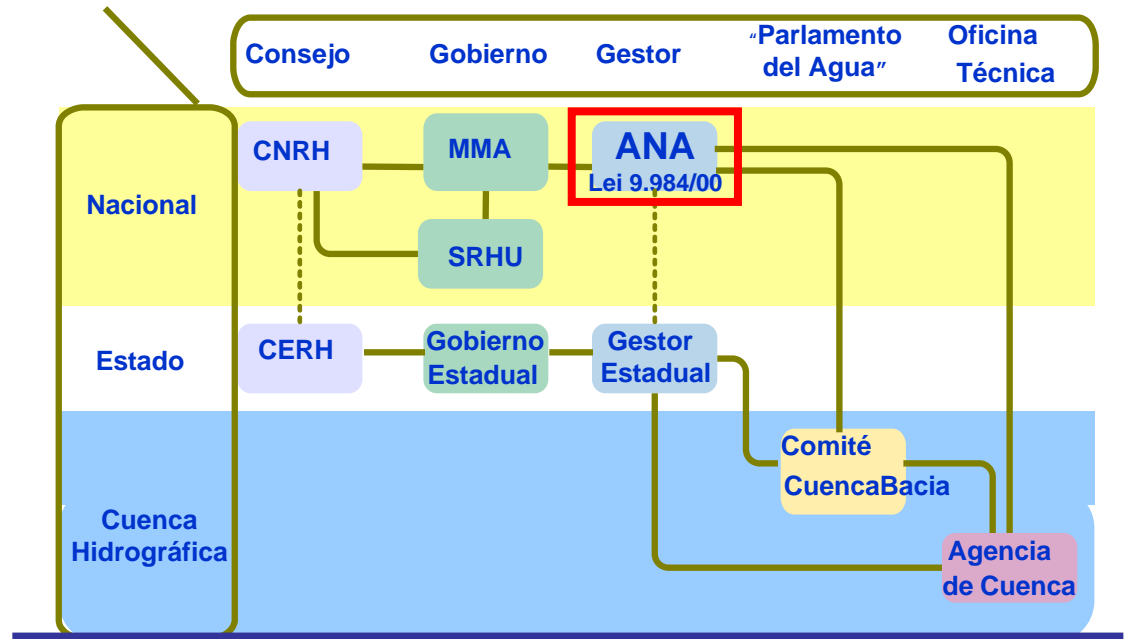 Consejo Gobierno Gestor “Parlamento del Agua” Oficina Técnica
Nacional
CNRH
MMA
ANA
Lei 9.984/00
SRHU
Estado
CERH
Gobierno
Estadual
Gestor
Estadual
Comité
CuencaBacia
Cuenca
Hidrográfica
Agencia
de Cuenca